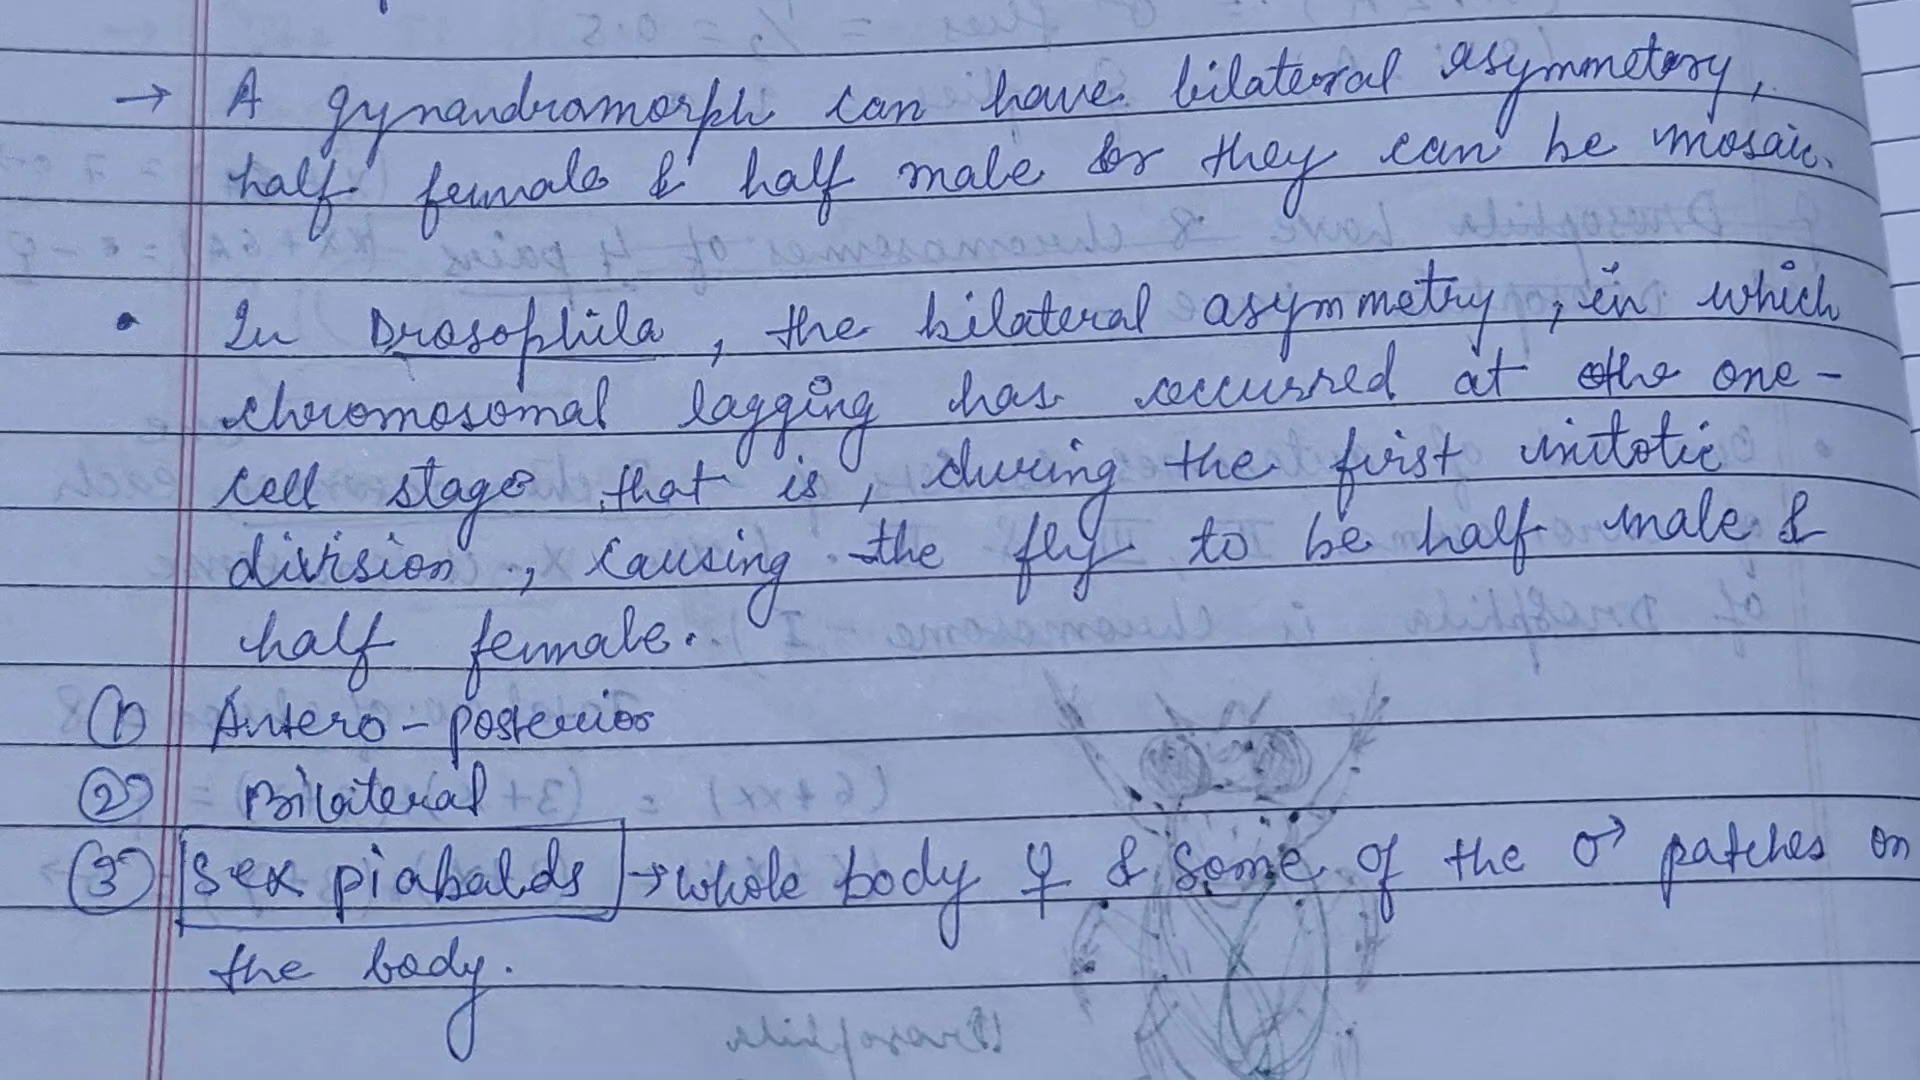 → A gynandromorph can have bilateral asymmetry,
half female & half male or they can be mosaic.
• In Drosophila, the bilateral asymmetry, in which
chromosomal lagging has occurred at the one-
cell stage that is, during the first mitotic
division, causing the fly to be half male &
half female.
① Antero-posterior
② Bilateral
③ Sex piabalds → whole body ♀ & some of the ♂ patches on
the body.